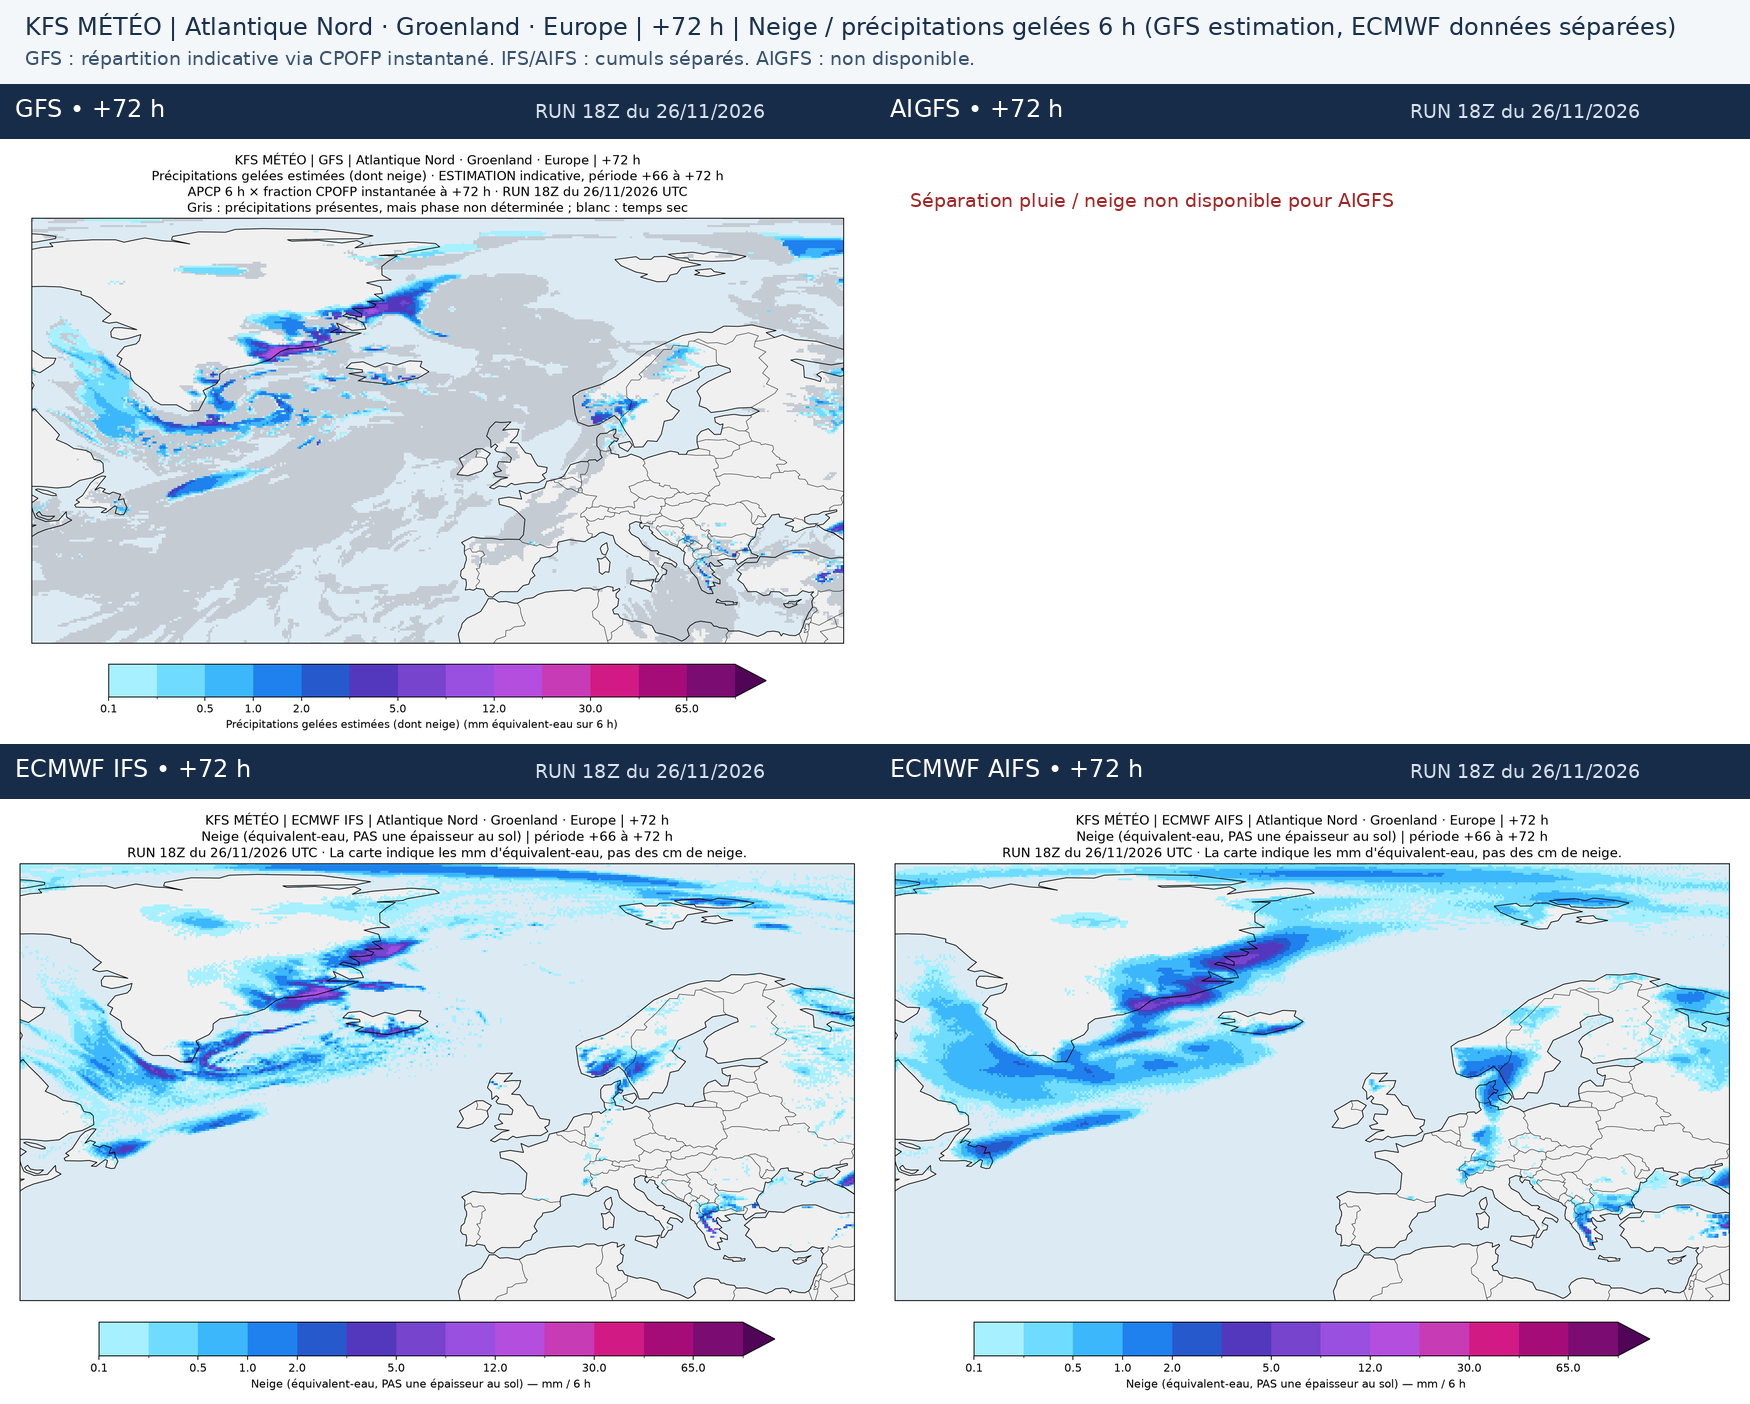 KFS MÉTÉO | Atlantique Nord · Groenland · Europe | +72 h | Neige / précipitations gelées 6 h (GFS estimation, ECMWF données séparées)
GFS : répartition indicative via CPOFP instantané. IFS/AIFS : cumuls séparés. AIGFS : non disponible.
GFS • +72 h
RUN 18Z du 26/11/2026
AIGFS • +72 h
RUN 18Z du 26/11/2026
KFS MÉTÉO | GFS | Atlantique Nord · Groenland · Europe | +72 h
Précipitations gelées estimées (dont neige) · ESTIMATION indicative, période +66 à +72 h
APCP 6 h × fraction CPOFP instantanée à +72 h · RUN 18Z du 26/11/2026 UTC
Gris : précipitations présentes, mais phase non déterminée ; blanc : temps sec
Séparation pluie / neige non disponible pour AIGFS
0.1 0.5 1.0 2.0 5.0 12.0 30.0 65.0
Précipitations gelées estimées (dont neige) (mm équivalent-eau sur 6 h)
ECMWF IFS • +72 h
RUN 18Z du 26/11/2026
ECMWF AIFS • +72 h
RUN 18Z du 26/11/2026
KFS MÉTÉO | ECMWF IFS | Atlantique Nord · Groenland · Europe | +72 h
Neige (équivalent-eau, PAS une épaisseur au sol) | période +66 à +72 h
RUN 18Z du 26/11/2026 UTC · La carte indique les mm d'équivalent-eau, pas des cm de neige.
KFS MÉTÉO | ECMWF AIFS | Atlantique Nord · Groenland · Europe | +72 h
Neige (équivalent-eau, PAS une épaisseur au sol) | période +66 à +72 h
RUN 18Z du 26/11/2026 UTC · La carte indique les mm d'équivalent-eau, pas des cm de neige.
0.1 0.5 1.0 2.0 5.0 12.0 30.0 65.0
Neige (équivalent-eau, PAS une épaisseur au sol) — mm / 6 h
0.1 0.5 1.0 2.0 5.0 12.0 30.0 65.0
Neige (équivalent-eau, PAS une épaisseur au sol) — mm / 6 h